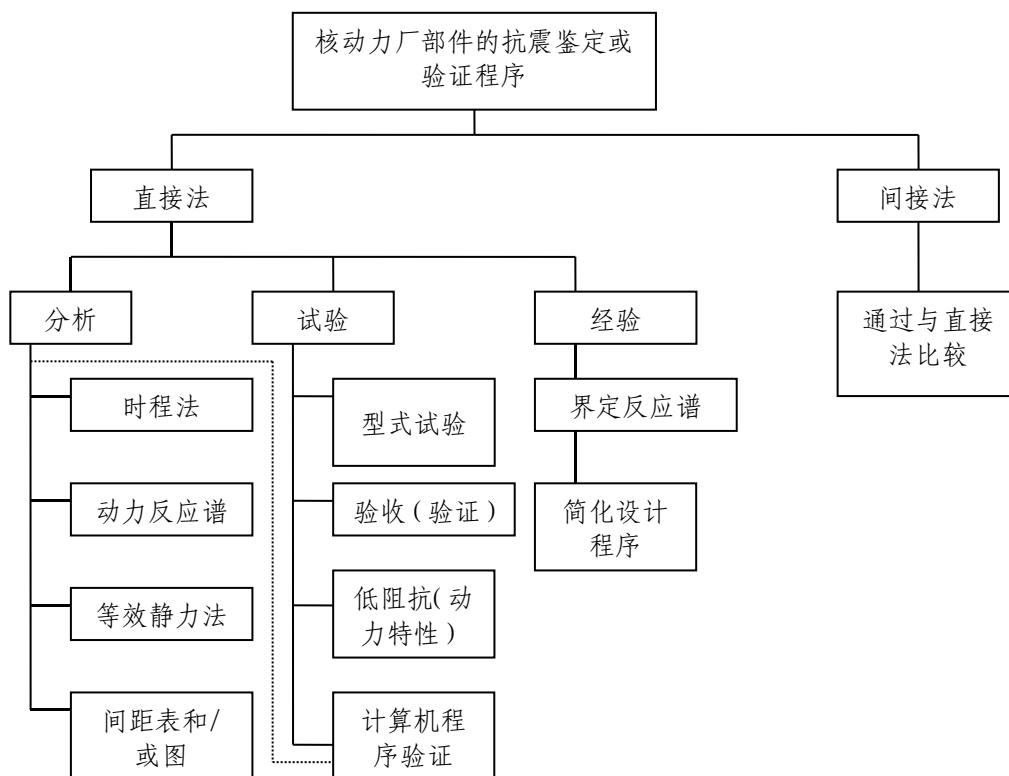 核动力厂部件的抗震鉴定或
验证程序
直接法
间接法
分析
试验
经验
通过与直接
法比较
时程法
型式试验
界定反应谱
动力反应谱
验收(验证)
简化设计
程序
等效静力法
低阻抗(动
力特性)
间距表和/
或图
计算机程
序验证